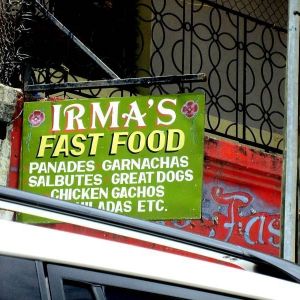 IRMA'S
FAST FOOD
PANADES GARNACHAS
SALBUTES GREAT DOGS
CHICKEN GACHOS
ETC.